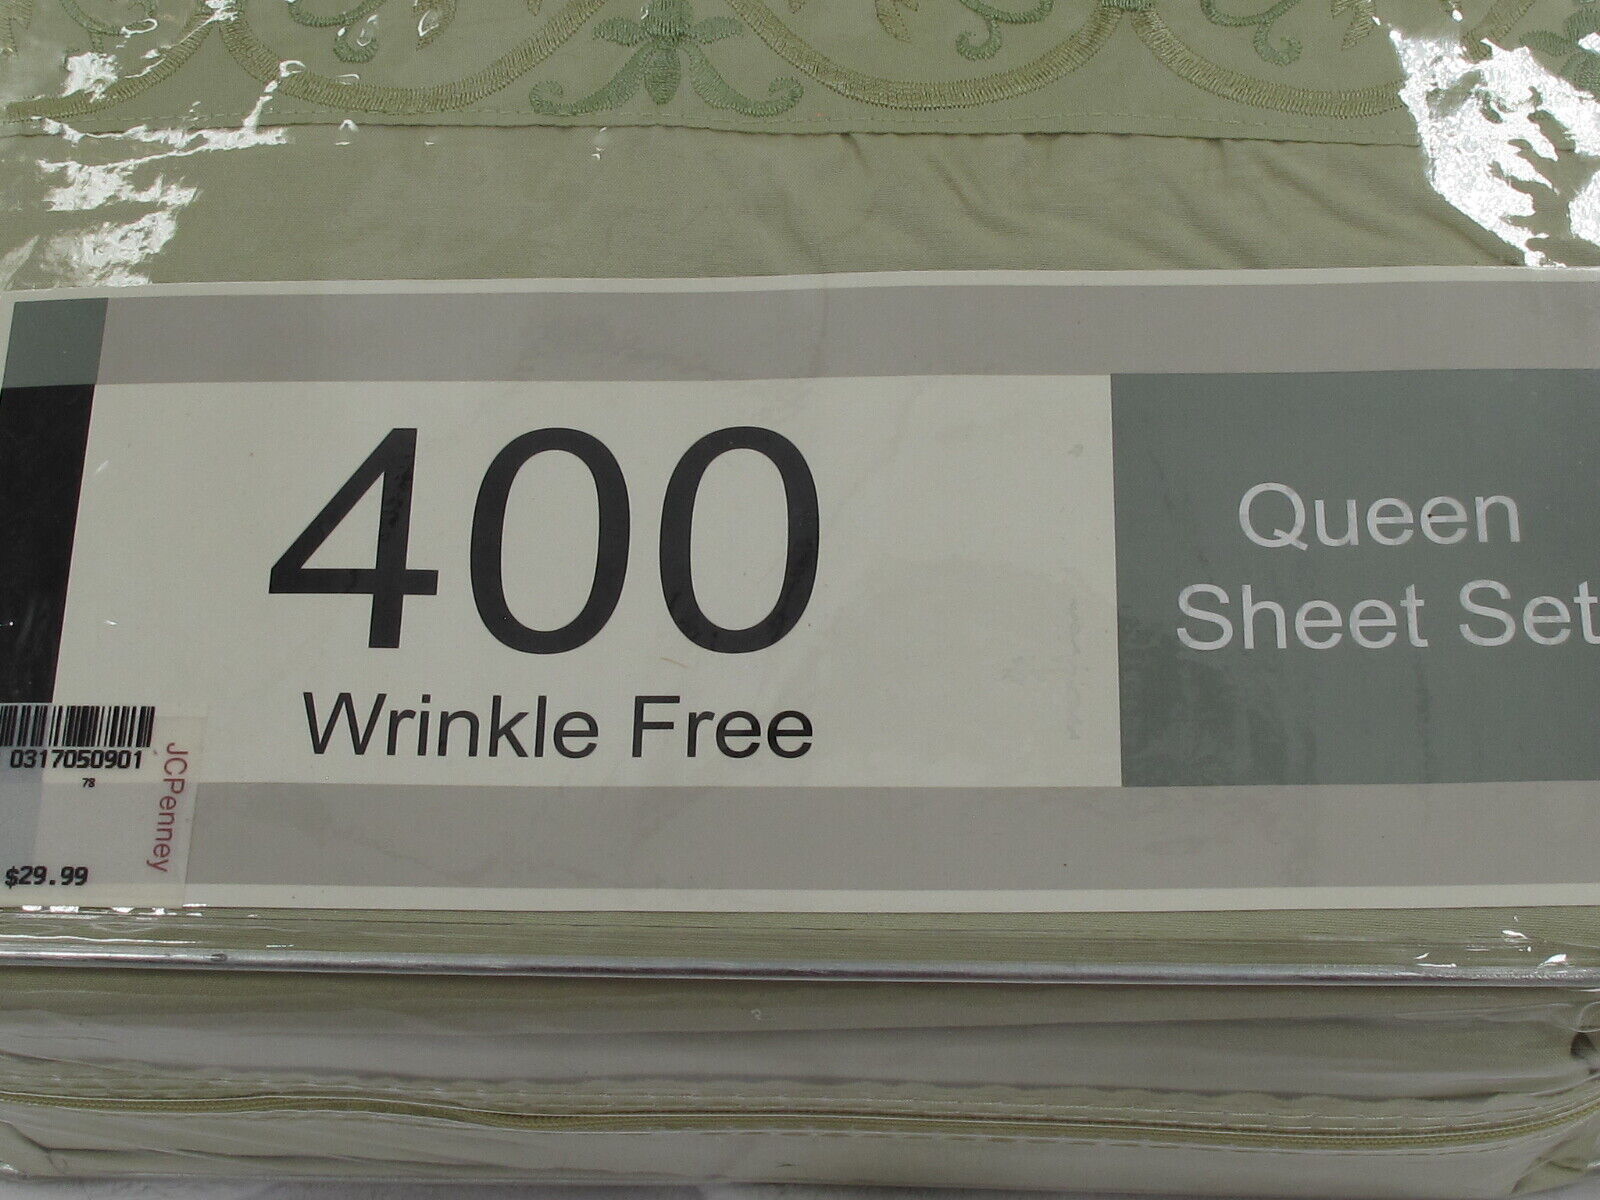 400
Wrinkle Free
Queen
Sheet Set
0317050901
78
JCPenney
$29.99